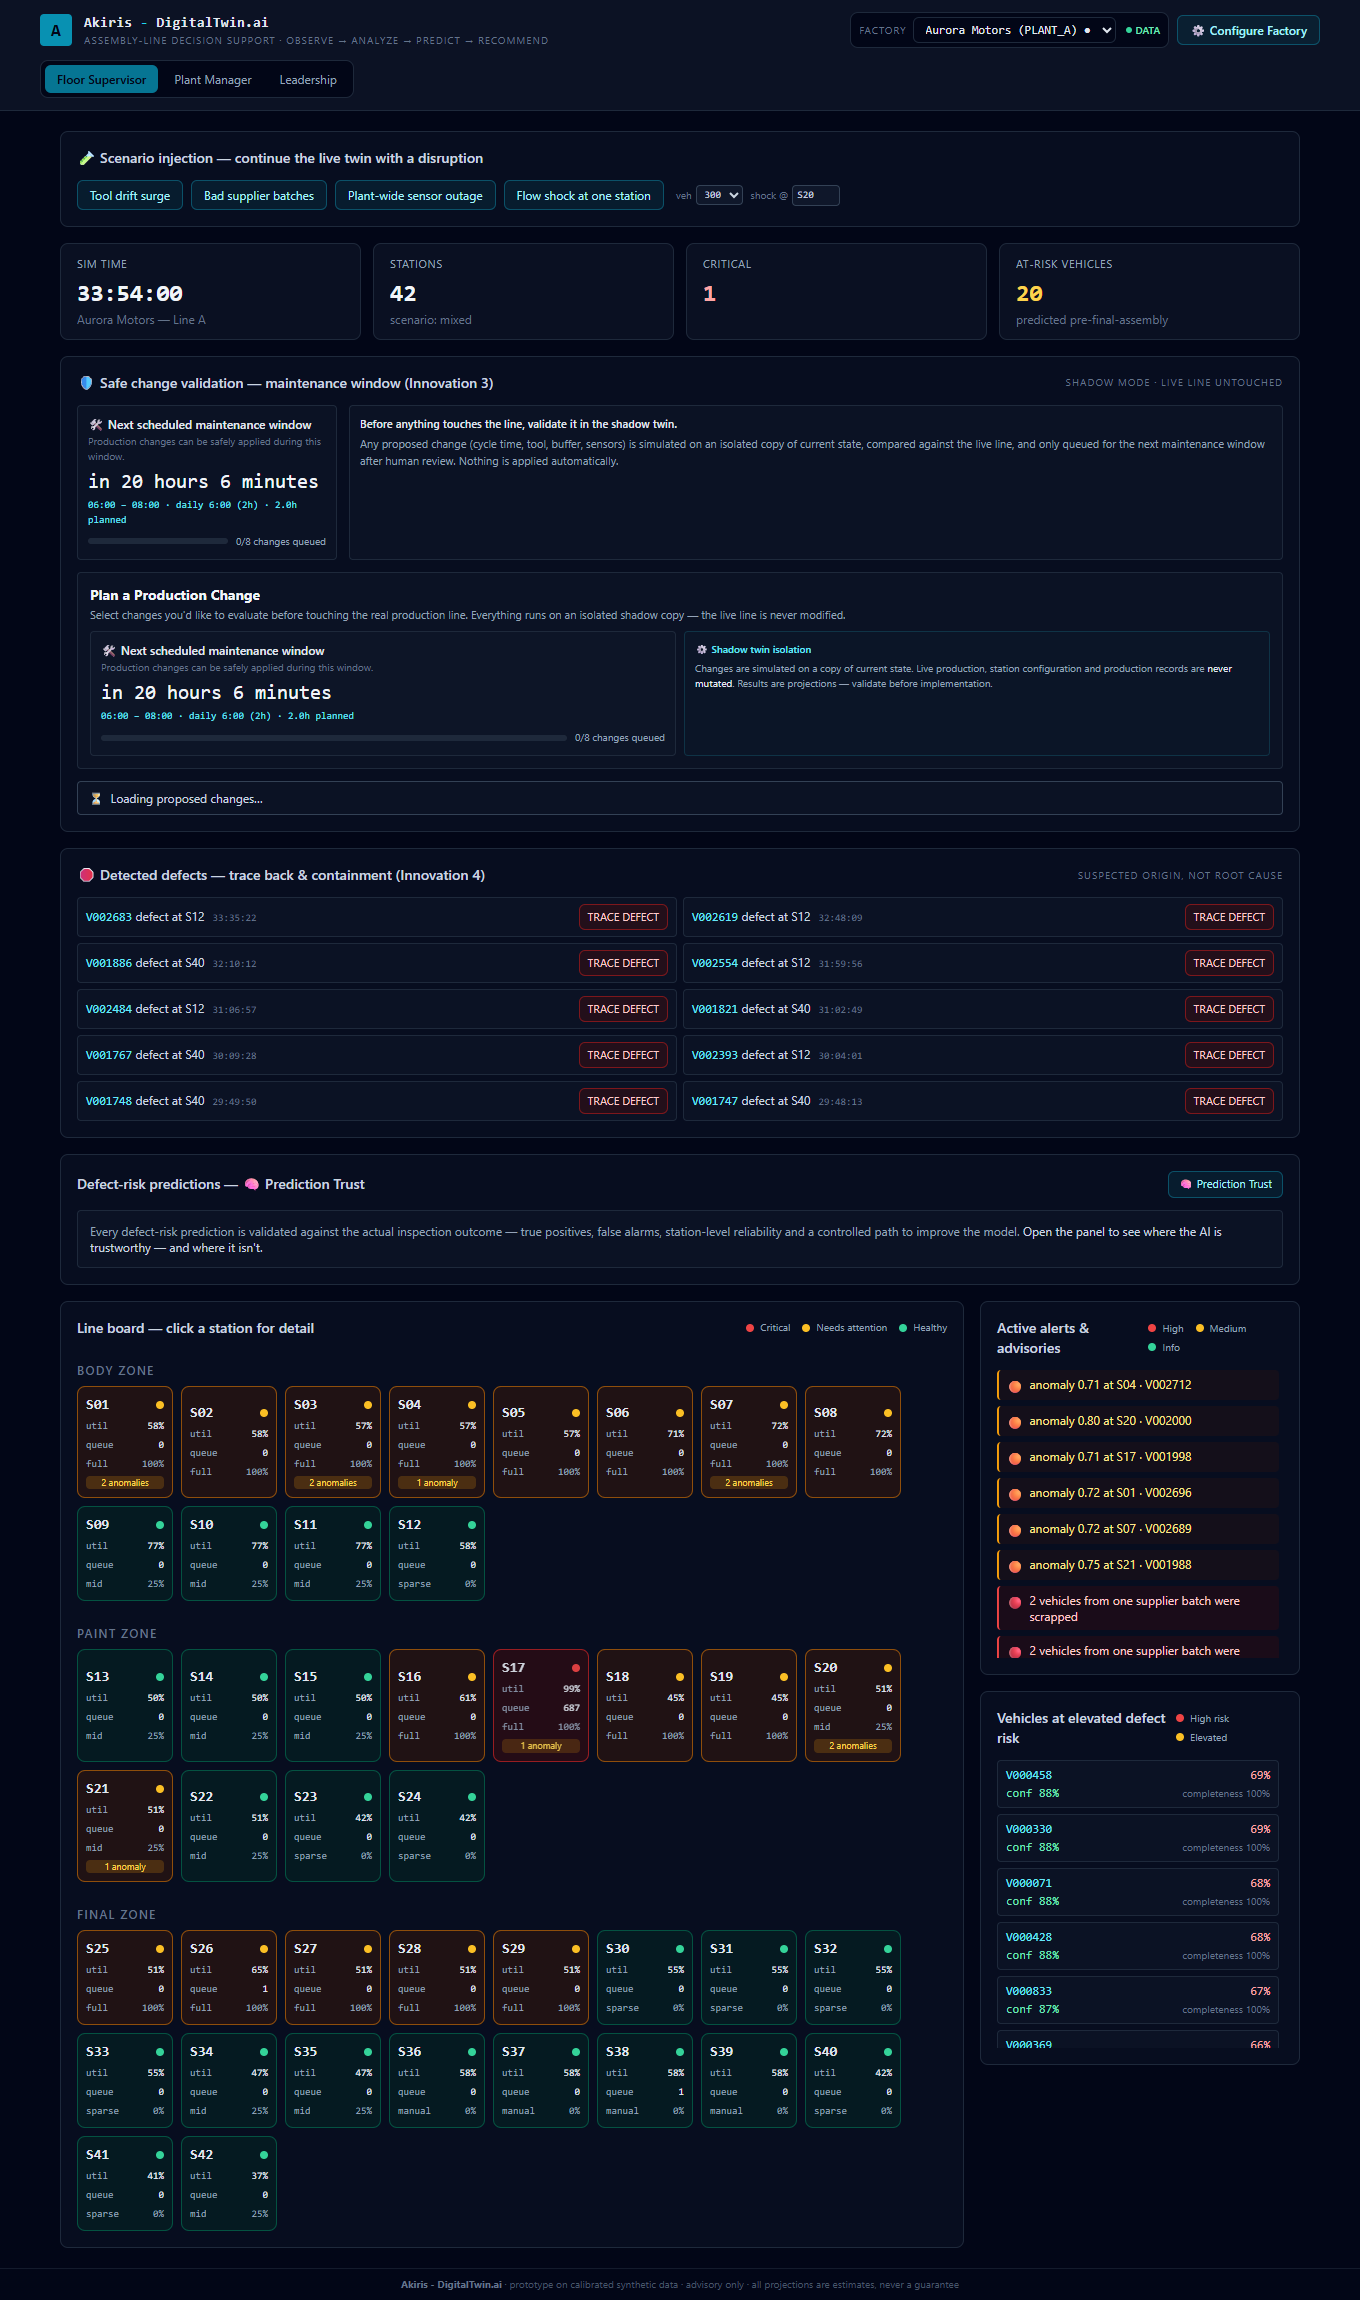 A
Akiris - DigitalTwin.ai
ASSEMBLY-LINE DECISION SUPPORT · OBSERVE → ANALYZE → PREDICT → RECOMMEND
FACTORY Aurora Motors (PLANT_A) ● DATA
Configure Factory
Floor Supervisor Plant Manager Leadership
Scenario injection — continue the live twin with a disruption
Tool drift surge Bad supplier batches Plant-wide sensor outage Flow shock at one station veh 300 shock @ S20
SIM TIME
33:54:00
Aurora Motors — Line A
STATIONS
42
scenario: mixed
CRITICAL
1
AT-RISK VEHICLES
20
predicted pre-final-assembly
Safe change validation — maintenance window (Innovation 3)
SHADOW MODE · LIVE LINE UNTOUCHED
Next scheduled maintenance window
Production changes can be safely applied during this
window.
in 20 hours 6 minutes
06:00 – 08:00 · daily 6:00 (2h) · 2.0h
planned
0/8 changes queued
Before anything touches the line, validate it in the shadow twin.
Any proposed change (cycle time, tool, buffer, sensors) is simulated on an isolated copy of current state, compared against the live line, and only queued for the next maintenance window
after human review. Nothing is applied automatically.
Plan a Production Change
Select changes you'd like to evaluate before touching the real production line. Everything runs on an isolated shadow copy — the live line is never modified.
Next scheduled maintenance window
Production changes can be safely applied during this window.
in 20 hours 6 minutes
06:00 – 08:00 · daily 6:00 (2h) · 2.0h planned
0/8 changes queued
Shadow twin isolation
Changes are simulated on a copy of current state. Live production, station configuration and production records are never
mutated. Results are projections — validate before implementation.
Loading proposed changes...
Detected defects — trace back & containment (Innovation 4)
SUSPECTED ORIGIN, NOT ROOT CAUSE
V002683 defect at S12 33:35:22 TRACE DEFECT
V002619 defect at S12 32:48:09 TRACE DEFECT
V001886 defect at S40 32:10:12 TRACE DEFECT
V002554 defect at S12 31:59:56 TRACE DEFECT
V002484 defect at S12 31:06:57 TRACE DEFECT
V001821 defect at S40 31:02:49 TRACE DEFECT
V001767 defect at S40 30:09:28 TRACE DEFECT
V002393 defect at S12 30:04:01 TRACE DEFECT
V001748 defect at S40 29:49:50 TRACE DEFECT
V001747 defect at S40 29:48:13 TRACE DEFECT
Defect-risk predictions — Prediction Trust
Prediction Trust
Every defect-risk prediction is validated against the actual inspection outcome — true positives, false alarms, station-level reliability and a controlled path to improve the model. Open the panel to see where the AI is
trustworthy — and where it isn't.
Line board — click a station for detail
Critical Needs attention Healthy
BODY ZONE
S01 S02 S03 S04 S05 S06 S07 S08
util 58% util 58% util 57% util 57% util 57% util 71% util 72% util 72%
queue 0 queue 0 queue 0 queue 0 queue 0 queue 0 queue 0 queue 0
full 100% full 100% full 100% full 100% full 100% full 100% full 100% full 100%
2 anomalies 2 anomalies 1 anomaly 2 anomalies
S09 S10 S11 S12
util 77% util 77% util 77% util 58%
queue 0 queue 0 queue 0 queue 0
mid 25% mid 25% mid 25% sparse 0%
PAINT ZONE
S13 S14 S15 S16 S17 S18 S19 S20
util 50% util 50% util 50% util 61% util 99% util 45% util 45% util 51%
queue 0 queue 0 queue 0 queue 0 queue 687 queue 0 queue 0 queue 0
mid 25% mid 25% mid 25% full 100% full 100% full 100% full 100% mid 25%
1 anomaly 2 anomalies
S21 S22 S23 S24
util 51% util 51% util 42% util 42%
queue 0 queue 0 queue 0 queue 0
mid 25% mid 25% sparse 0% sparse 0%
1 anomaly
FINAL ZONE
S25 S26 S27 S28 S29 S30 S31 S32
util 51% util 65% util 51% util 51% util 51% util 55% util 55% util 55%
queue 0 queue 1 queue 0 queue 0 queue 0 queue 0 queue 0 queue 0
full 100% full 100% full 100% full 100% full 100% sparse 0% sparse 0% sparse 0%
S33 S34 S35 S36 S37 S38 S39 S40
util 55% util 47% util 47% util 58% util 58% util 58% util 58% util 42%
queue 0 queue 0 queue 0 queue 0 queue 0 queue 1 queue 0 queue 0
sparse 0% mid 25% mid 25% manual 0% manual 0% manual 0% manual 0% sparse 0%
S41 S42
util 41% util 37%
queue 0 queue 0
sparse 0% mid 25%
Active alerts &
advisories
High Medium
Info
anomaly 0.71 at S04 · V002712
anomaly 0.80 at S20 · V002000
anomaly 0.71 at S17 · V001998
anomaly 0.72 at S01 · V002696
anomaly 0.72 at S07 · V002689
anomaly 0.75 at S21 · V001988
2 vehicles from one supplier batch were
scrapped
2 vehicles from one supplier batch were
Vehicles at elevated defect
risk
High risk
Elevated
V000458 69%
conf 88% completeness 100%
V000330 69%
conf 88% completeness 100%
V000071 68%
conf 88% completeness 100%
V000428 68%
conf 88% completeness 100%
V000833 67%
conf 87% completeness 100%
V000369 66%
Akiris - DigitalTwin.ai · prototype on calibrated synthetic data · advisory only · all projections are estimates, never a guarantee